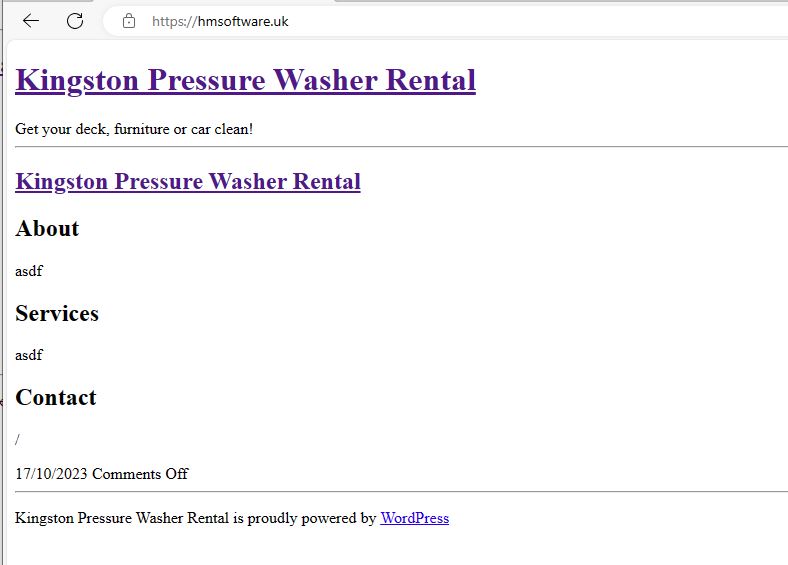 https://hmsoftware.uk
Kingston Pressure Washer Rental
Get your deck, furniture or car clean!
Kingston Pressure Washer Rental
About
asdf
Services
asdf
Contact
/
17/10/2023 Comments Off
Kingston Pressure Washer Rental is proudly powered by WordPress